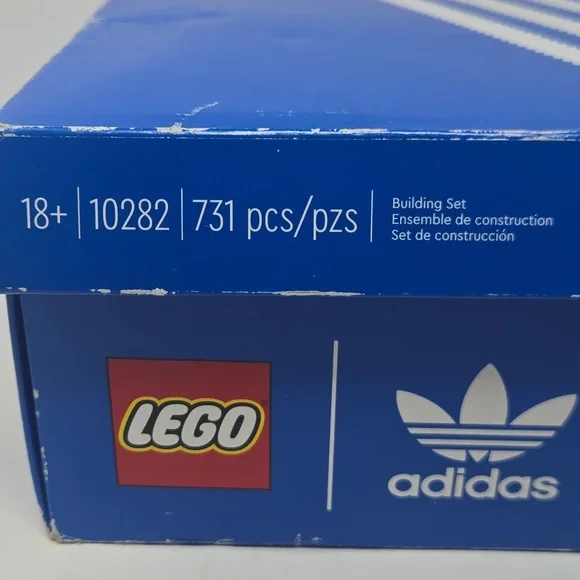 18+ | 10282 | 731 pcs/pzs
Building Set
Ensemble de construction
Set de construcción
LEGO
adidas